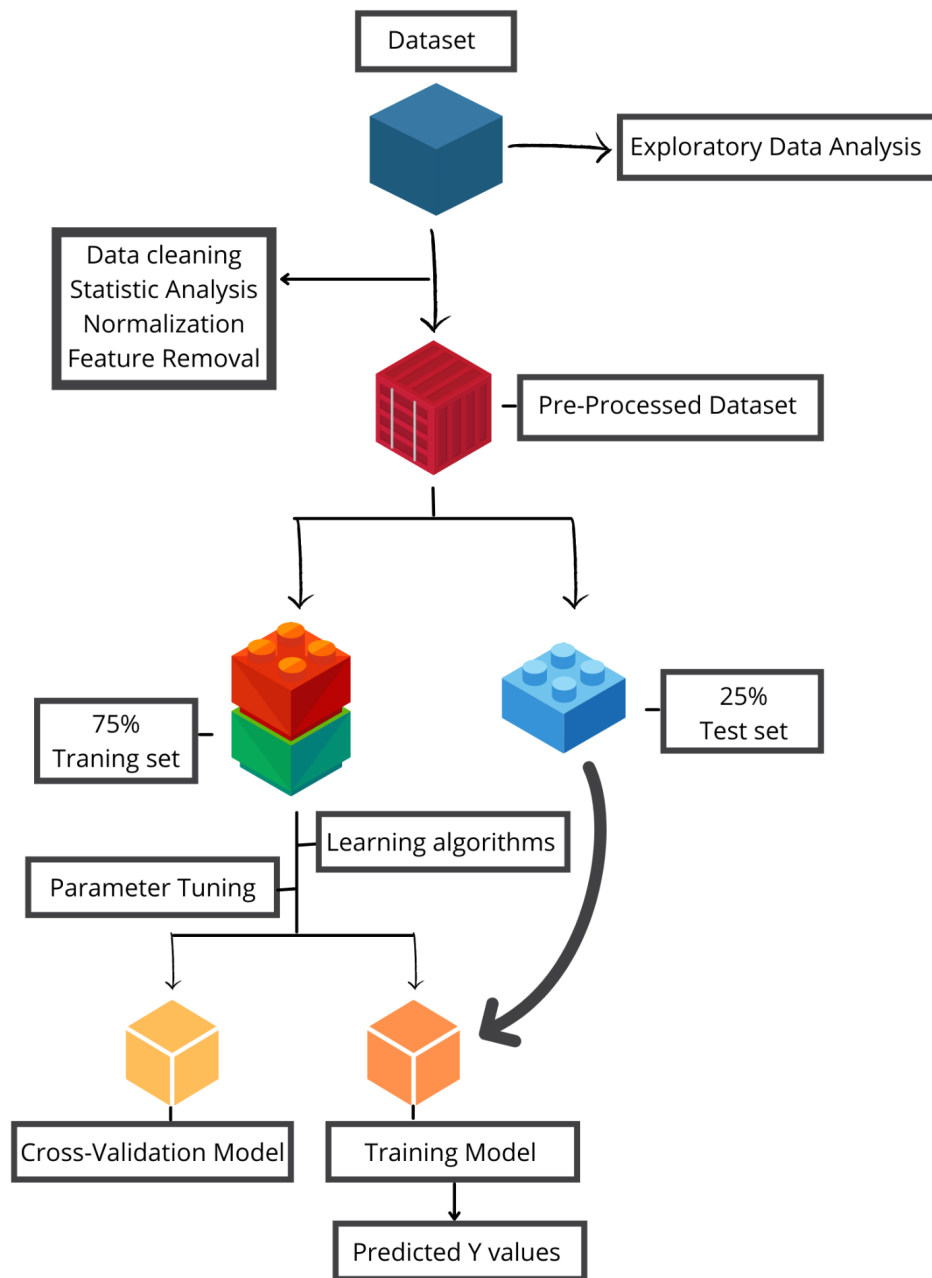 Dataset
Exploratory Data Analysis
Data cleaning
Statistic Analysis
Normalization
Feature Removal
Pre-Processed Dataset
75%
Traning set
25%
Test set
Learning algorithms
Parameter Tuning
Cross-Validation Model
Training Model
Predicted Y values